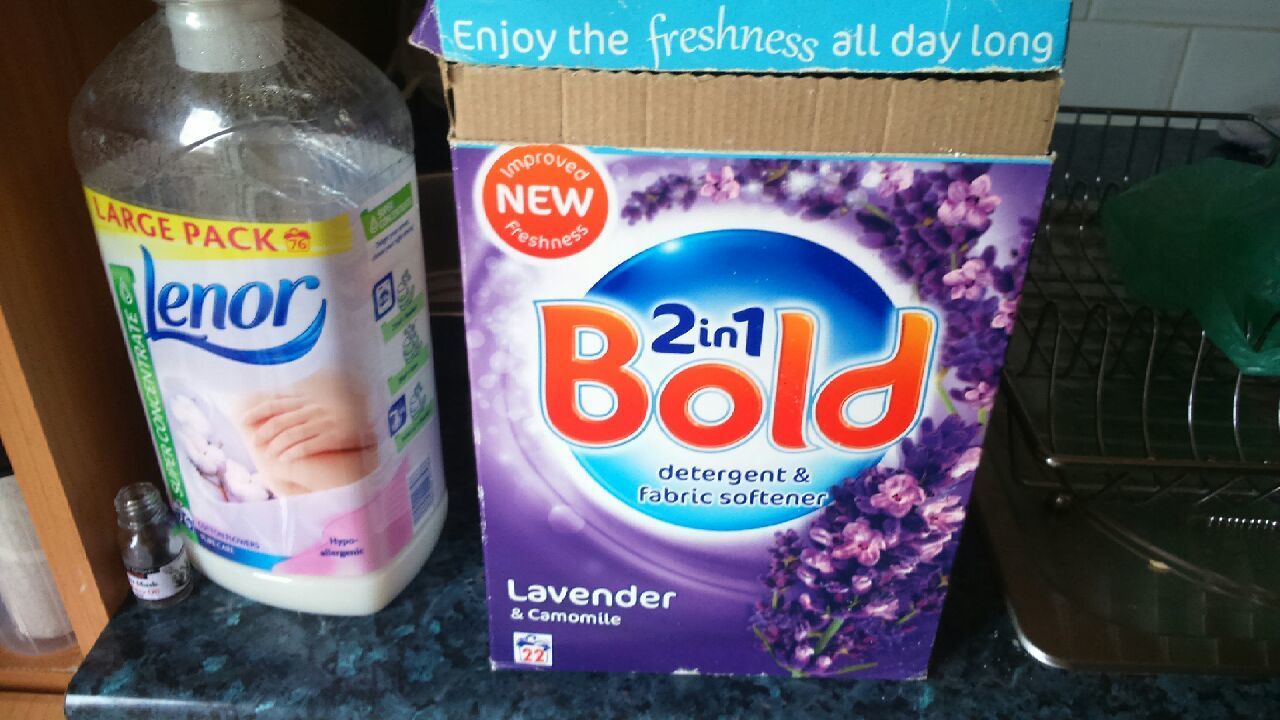 Enjoy the freshness all day long
Improved
NEW
Freshness
2in1
Bold
detergent &
fabric softener
Lavender
& Camomile
22
LARGE PACK 76
Lenor
SUPER CONCENTRATE
Hypo-
allergenic